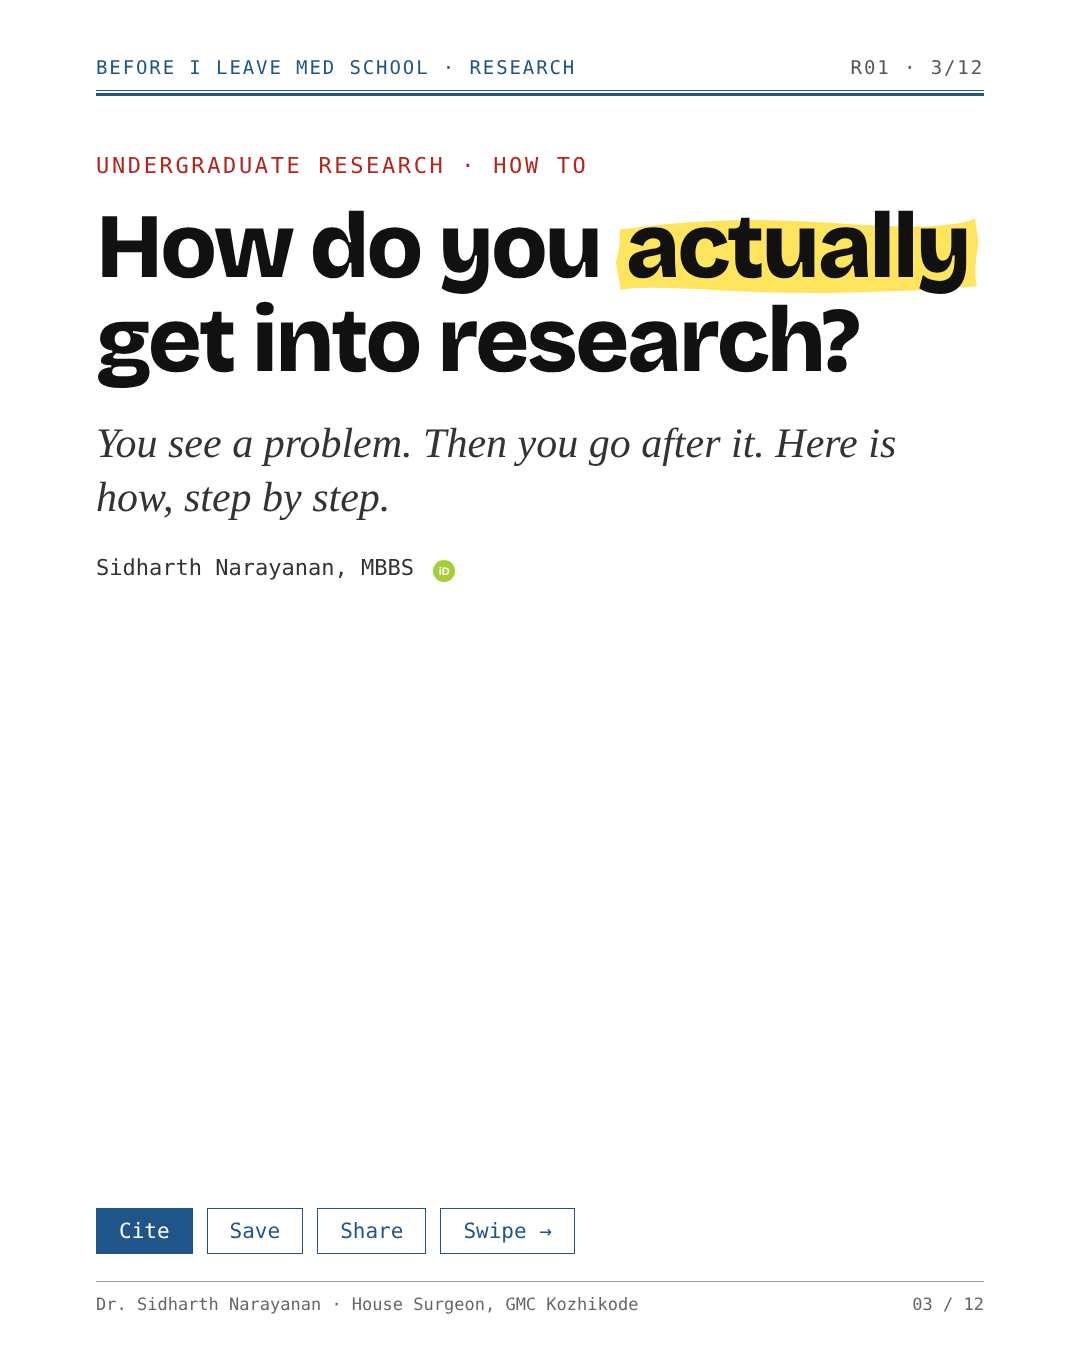 BEFORE I LEAVE MED SCHOOL · RESEARCH
R01 · 3/12
UNDERGRADUATE RESEARCH · HOW TO
How do you actually
get into research?
You see a problem. Then you go after it. Here is
how, step by step.
Sidharth Narayanan, MBBS iD
Cite
Save
Share
Swipe →
Dr. Sidharth Narayanan · House Surgeon, GMC Kozhikode
03 / 12